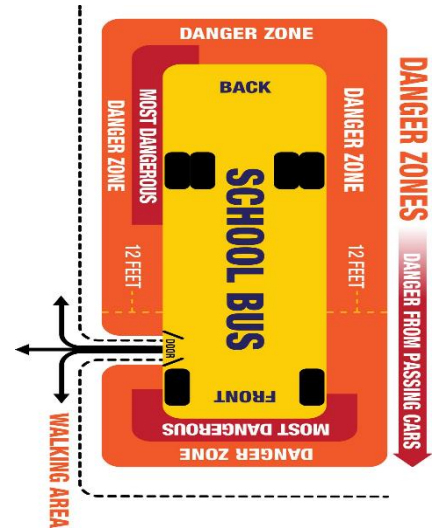 DANGER ZONE
BACK
MOST DANGEROUS
DANGER ZONE
DANGER ZONE
SCHOOL BUS
12 FEET
12 FEET
DOOR
FRONT
MOST DANGEROUS
DANGER ZONE
WALKING AREA
DANGER ZONES
DANGER FROM PASSING CARS